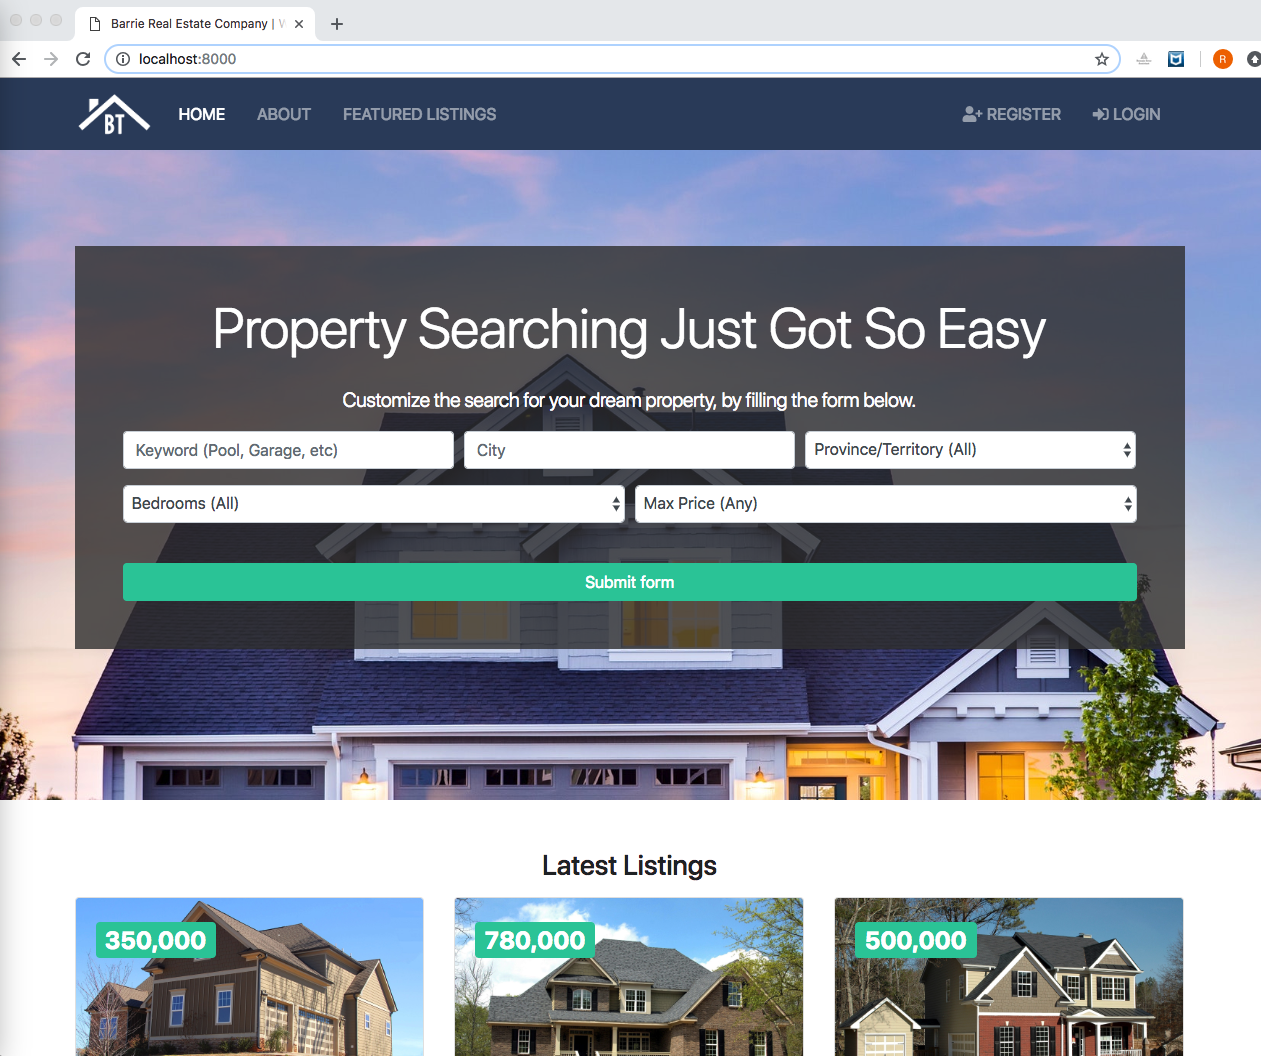 Barrie Real Estate Company |
localhost:8000
R
BT
HOME
ABOUT
FEATURED LISTINGS
REGISTER
LOGIN
Property Searching Just Got So Easy
Customize the search for your dream property, by filling the form below.
Keyword (Pool, Garage, etc)
City
Province/Territory (All)
Bedrooms (All)
Max Price (Any)
Submit form
Latest Listings
350,000
780,000
500,000